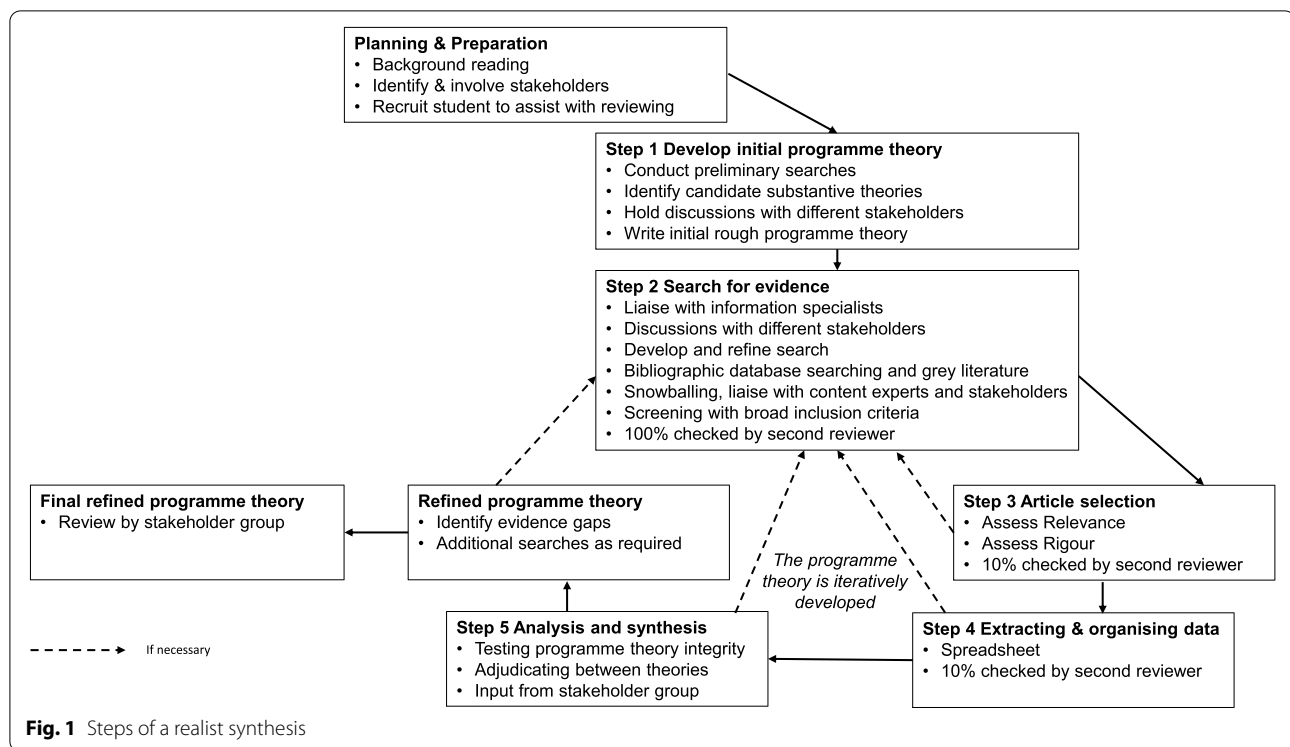 Planning & Preparation
• Background reading
• Identify & involve stakeholders
• Recruit student to assist with reviewing
Step 1 Develop initial programme theory
• Conduct preliminary searches
• Identify candidate substantive theories
• Hold discussions with different stakeholders
• Write initial rough programme theory
Step 2 Search for evidence
• Liaise with information specialists
• Discussions with different stakeholders
• Develop and refine search
• Bibliographic database searching and grey literature
• Snowballing, liaise with content experts and stakeholders
• Screening with broad inclusion criteria
• 100% checked by second reviewer
Step 3 Article selection
• Assess Relevance
• Assess Rigour
• 10% checked by second reviewer
Step 4 Extracting & organising data
• Spreadsheet
• 10% checked by second reviewer
Step 5 Analysis and synthesis
• Testing programme theory integrity
• Adjudicating between theories
• Input from stakeholder group
Refined programme theory
• Identify evidence gaps
• Additional searches as required
Final refined programme theory
• Review by stakeholder group
The programme
theory is iteratively
developed
If necessary
Fig. 1 Steps of a realist synthesis